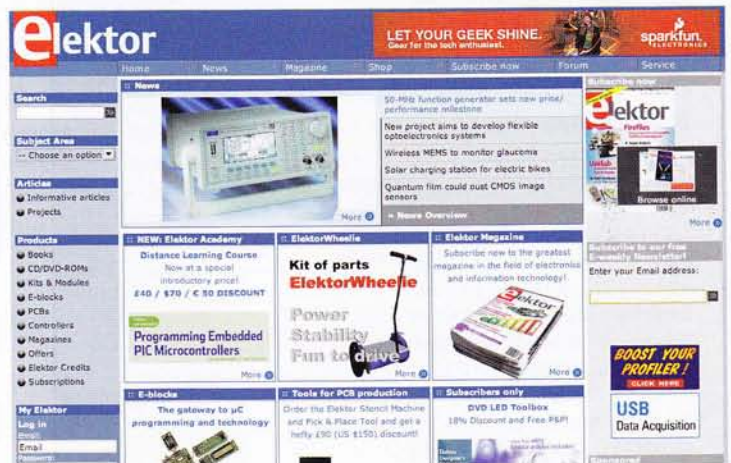 elektor
LET YOUR GEEK SHINE.
Gear for the tech enthusiast.
sparkfun
ELECTRONICS
Home News Magazine Shop Subscribe now Forum Service
Search
Subject Area
-- Choose an option
Articles
Informative articles
Projects
Products
Books
CD/DVD-ROMs
Kits & Modules
E-blocks
PCBs
Controllers
Magazines
Offers
Elektor Credits
Subscriptions
My Elektor
Log in
Email:
Email
Password:
:: News
50-MHz function generator sets new price/
performance milestone
New project aims to develop flexible
optoelectronics systems
Wireless MEMS to monitor glaucoma
Solar charging station for electric bikes
Quantum film could oust CMOS image
sensors
More
» News Overview
:: NEW: Elektor Academy
Distance Learning Course
Now at a special
introductory price!
£40 / $70 / € 50 DISCOUNT
Programming Embedded
PIC Microcontrollers
More
:: ElektorWheelie
Kit of parts
ElektorWheelie
Power
Stability
Fun to drive
More
:: Elektor Magazine
Subscribe now to the greatest
magazine in the field of electronics
and information technology!
elektor
More
:: E-blocks
The gateway to µC
programming and technology
:: Tools for PCB production
Order the Elektor Stencil Machine
and Pick & Place Tool and get a
hefty £90 (US $150) discount!
:: Subscribers only
DVD LED Toolbox
18% Discount and Free P&P!
Subscribe now
elektor
Fireflies
Browse online
More
Subscribe to our free
E-weekly Newsletter!
Enter your Email address:
BOOST YOUR
PROFILER !
CLICK HERE
USB
Data Acquisition
Sponsored